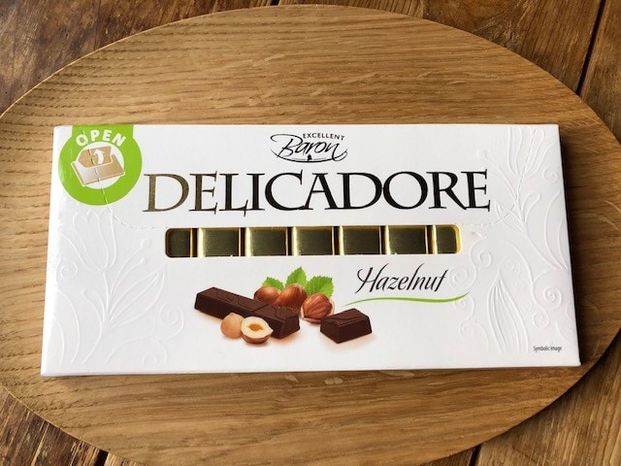 OPEN
EXCELLENT
Baron
DELICADORE
Hazelnut
Symbolic image